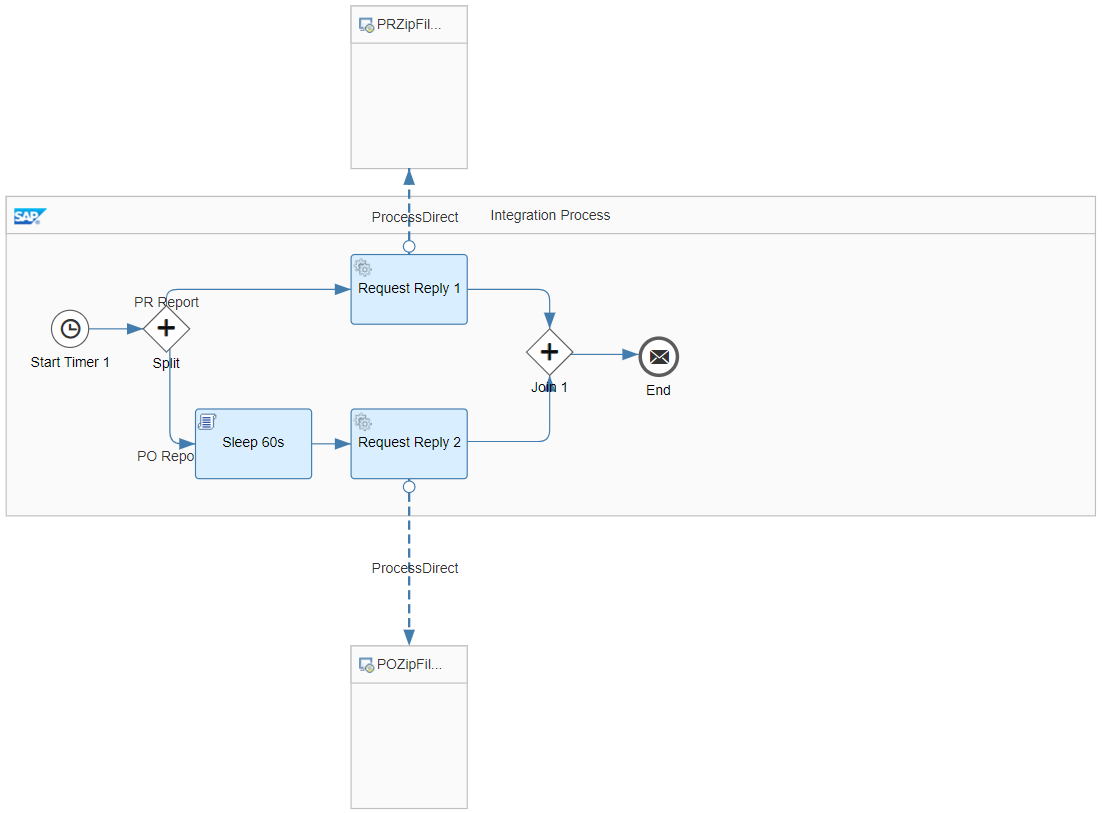 PRZipFil...
SAP
ProcessDirect
Integration Process
Request Reply 1
PR Report
Start Timer 1
Split
Join 1
End
Sleep 60s
Request Reply 2
PO Repo
ProcessDirect
POZipFil...